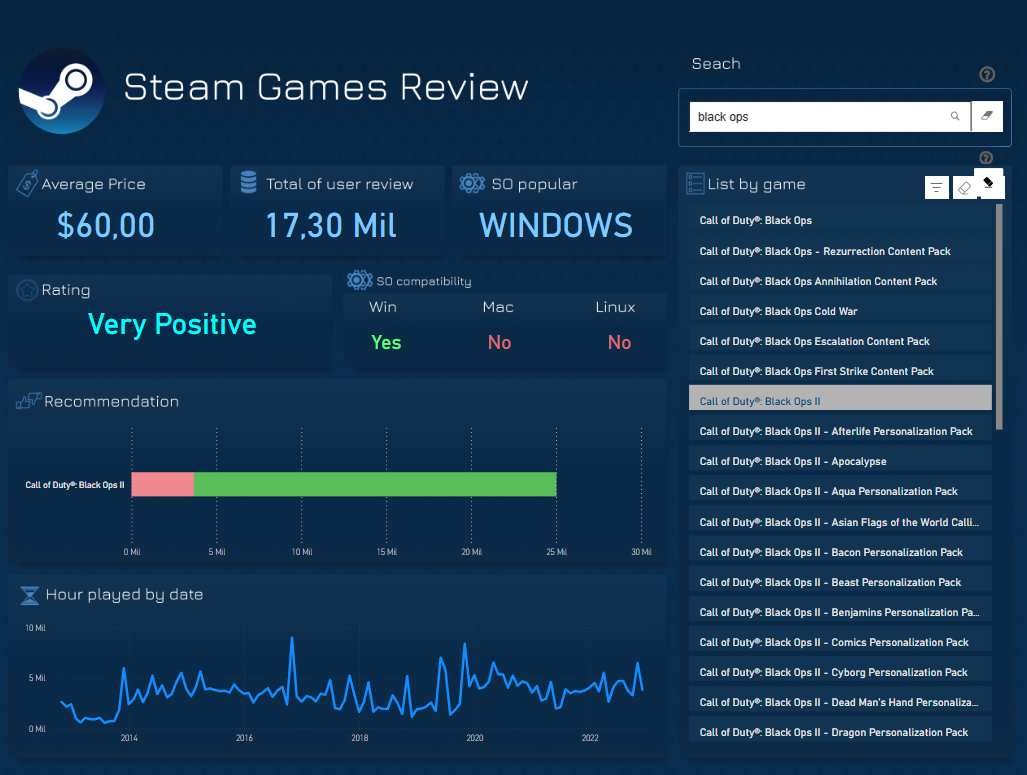 Steam Games Review
Seach
black ops
Average Price
$60,00
Total of user review
17,30 Mil
SO popular
WINDOWS
Rating
Very Positive
SO compatibility
Win Mac Linux
Yes No No
Recommendation
Call of Duty®: Black Ops II
0 Mil 5 Mil 10 Mil 15 Mil 20 Mil 25 Mil 30 Mil
Hour played by date
10 Mil
5 Mil
0 Mil
2014 2016 2018 2020 2022
List by game
Call of Duty®: Black Ops
Call of Duty®: Black Ops - Rezurrection Content Pack
Call of Duty®: Black Ops Annihilation Content Pack
Call of Duty®: Black Ops Cold War
Call of Duty®: Black Ops Escalation Content Pack
Call of Duty®: Black Ops First Strike Content Pack
Call of Duty®: Black Ops II
Call of Duty®: Black Ops II - Afterlife Personalization Pack
Call of Duty®: Black Ops II - Apocalypse
Call of Duty®: Black Ops II - Aqua Personalization Pack
Call of Duty®: Black Ops II - Asian Flags of the World Calli...
Call of Duty®: Black Ops II - Bacon Personalization Pack
Call of Duty®: Black Ops II - Beast Personalization Pack
Call of Duty®: Black Ops II - Benjamins Personalization Pa...
Call of Duty®: Black Ops II - Comics Personalization Pack
Call of Duty®: Black Ops II - Cyborg Personalization Pack
Call of Duty®: Black Ops II - Dead Man's Hand Personaliza...
Call of Duty®: Black Ops II - Dragon Personalization Pack